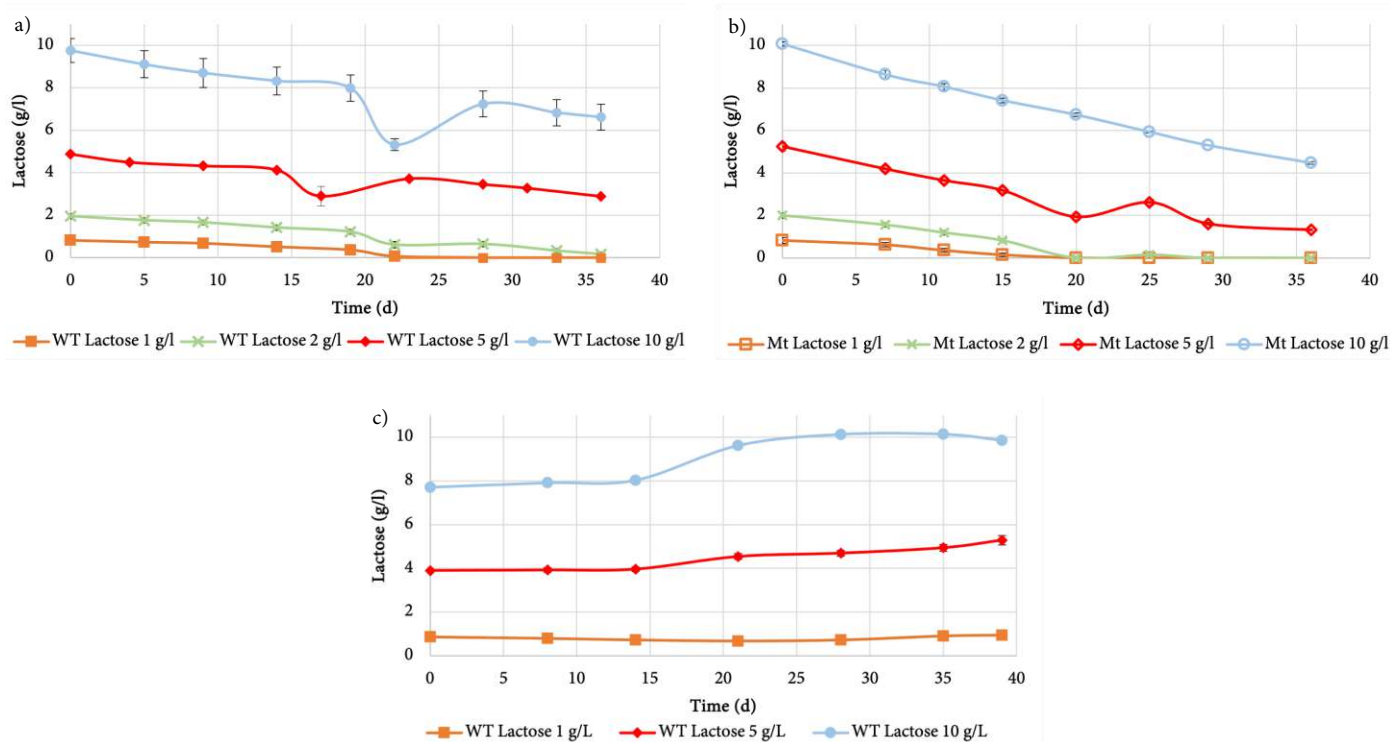 a)
10
8
6
4
2
0
Lactose (g/l)
0 5 10 15 20 25 30 35 40
Time (d)
WT Lactose 1 g/l WT Lactose 2 g/l WT Lactose 5 g/l WT Lactose 10 g/l
b)
10
8
6
4
2
0
Lactose (g/l)
0 5 10 15 20 25 30 35 40
Time (d)
Mt Lactose 1 g/l Mt Lactose 2 g/l Mt Lactose 5 g/l Mt Lactose 10 g/l
c)
10
8
6
4
2
0
Lactose (g/l)
0 5 10 15 20 25 30 35 40
Time (d)
WT Lactose 1 g/L WT Lactose 5 g/L WT Lactose 10 g/L